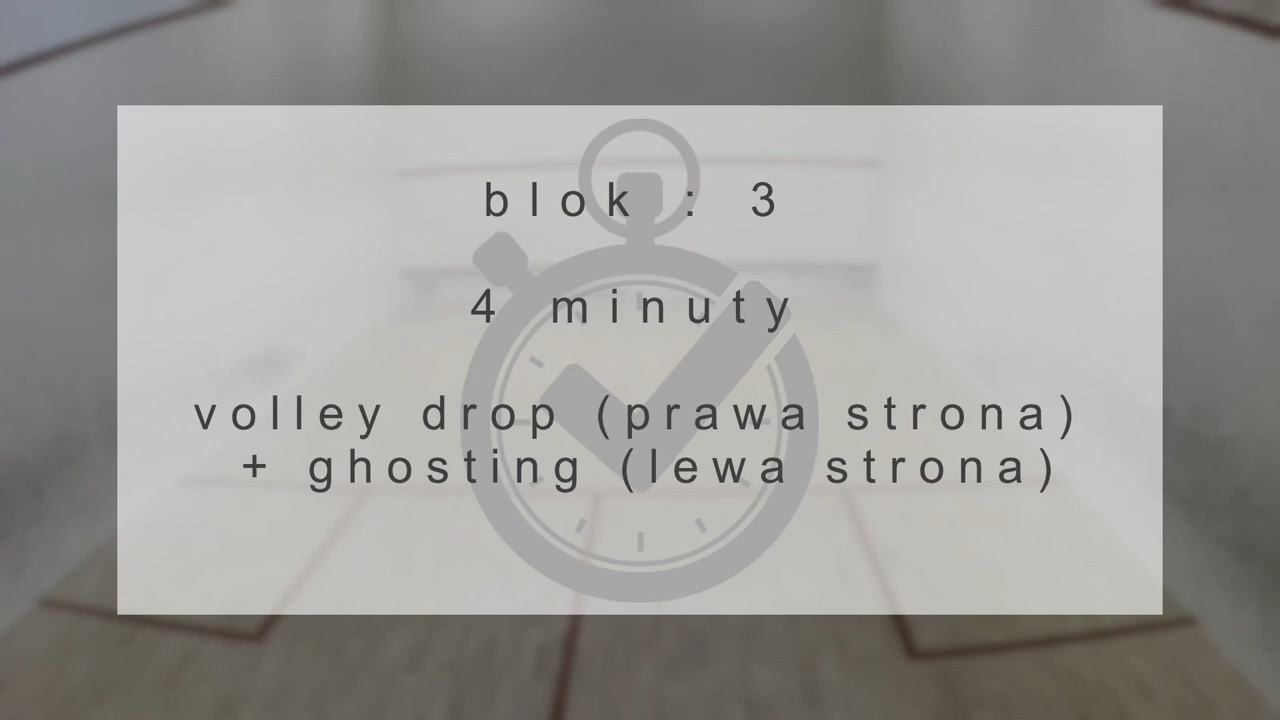 blok : 3
4 minuty
volley drop (prawa strona)
+ ghosting (lewa strona)